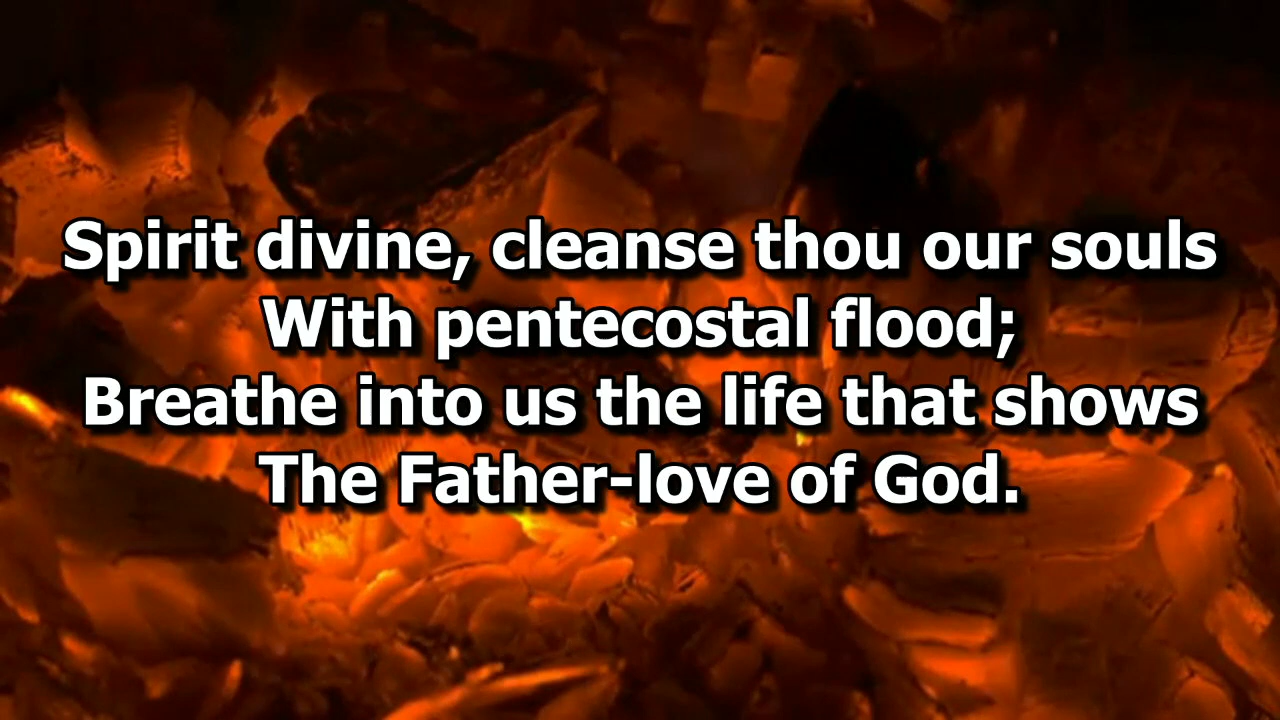 Spirit divine, cleanse thou our souls
With pentecostal flood;
Breathe into us the life that shows
The Father-love of God.